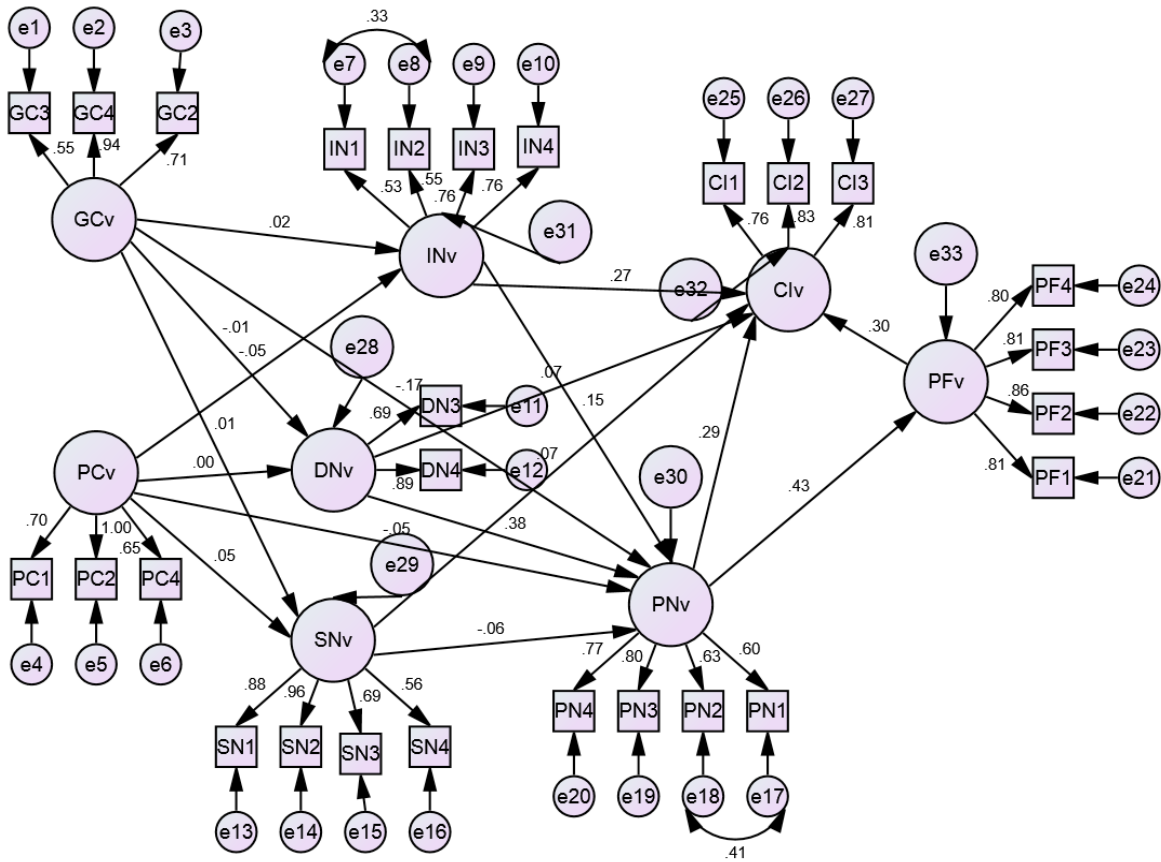 .33
e1
e2
e3
e7
e8
e9
e10
e25
e26
e27
GC3
GC4
GC2
IN1
IN2
IN3
IN4
CI1
CI2
CI3
.55
.94
.71
.53
.55
.76
.76
.76
.83
.81
GCv
INv
e31
e32
CIv
e33
.02
.27
.80
PF4
e24
.30
.81
PF3
e23
-.01
-.05
e28
PFv
.86
PF2
e22
-.17
.07
.69
DN3
e11
.15
.01
.29
.81
PF1
e21
PCv
.00
DNv
.89
DN4
e12
.07
e30
.43
.70
1.00
.65
.05
-.05
.38
PC1
PC2
PC4
e29
PNv
SNv
-.06
e4
e5
e6
.77
.80
.63
.60
.88
.96
.69
.56
PN4
PN3
PN2
PN1
SN1
SN2
SN3
SN4
e20
e19
e18
e17
e13
e14
e15
e16
.41